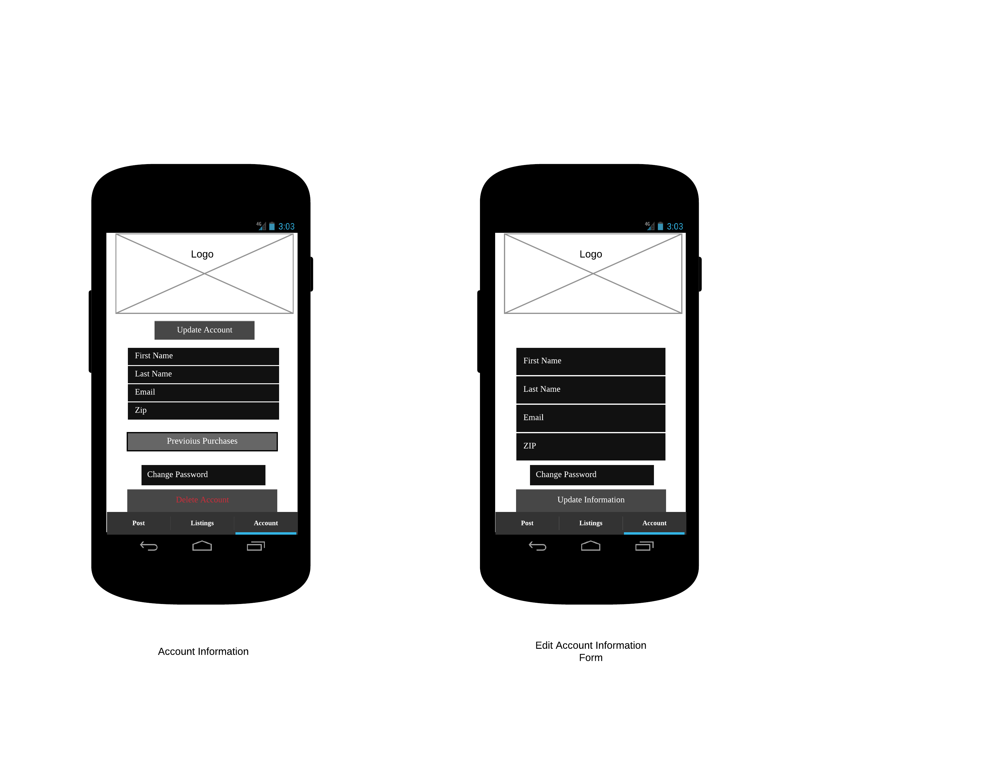 4G 3:03
Logo
Update Account
First Name
Last Name
Email
Zip
Previoius Purchases
Change Password
Delete Account
Post Listings Account
Account Information
4G 3:03
Logo
First Name
Last Name
Email
ZIP
Change Password
Update Information
Post Listings Account
Edit Account Information
Form